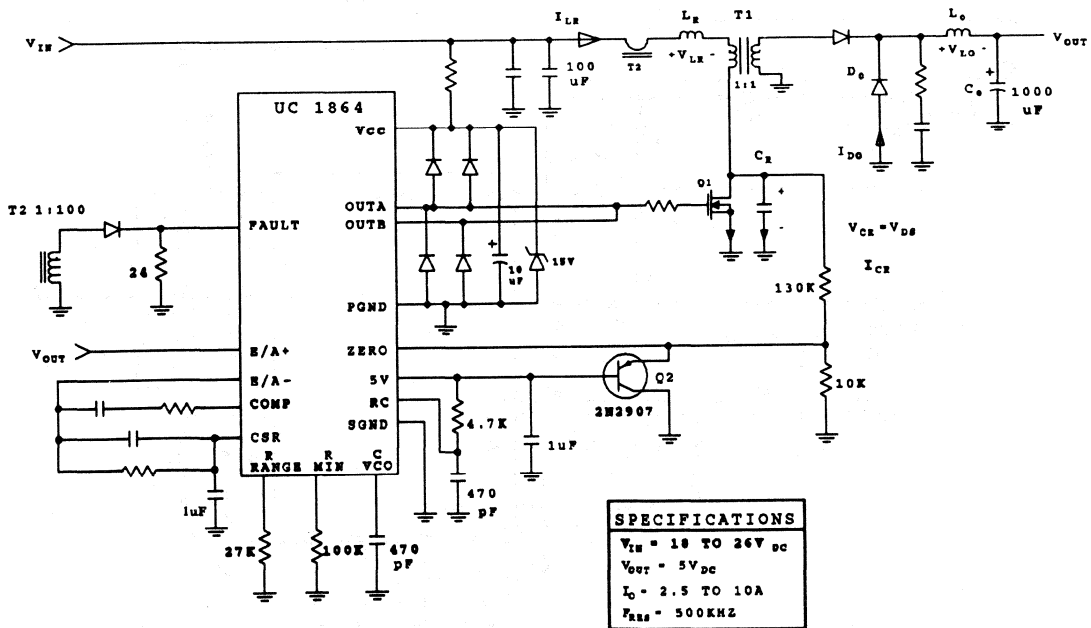 I_LR
L_R
T1
L_O
V_IN
V_OUT
T2
+V_LR -
1:1
100
uF
+V_LO -
D_O
C_O
+
1000
uF
I_DO
UC 1864
Vcc
C_R
Q1
+
-
OUTA
OUTB
T2 1:100
FAULT
24
+
10
uF
15V
V_CR = V_DS
I_CR
130K
PGND
V_OUT
E/A+
ZERO
E/A-
5V
Q2
10K
COMP
RC
2N2907
4.7K
SGND
CSR
1uF
R
RANGE
R
MIN
C
VCO
1uF
470
pF
27K
100K
470
pF
SPECIFICATIONS
V_IN = 18 TO 26V DC
V_OUT = 5V DC
I_O - 2.5 TO 10A
F_RES = 500KHZ